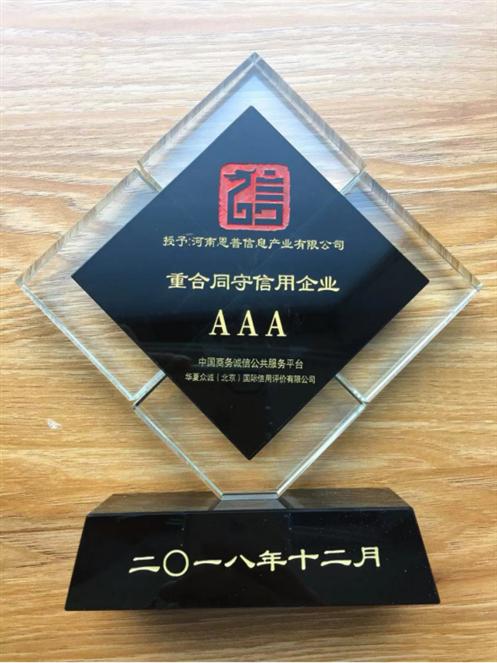 信
授予:河南恩普信息产业有限公司
重合同守信用企业
AAA
中国商务诚信公共服务平台
华夏众诚(北京)国际信用评价有限公司
二〇一八年十二月